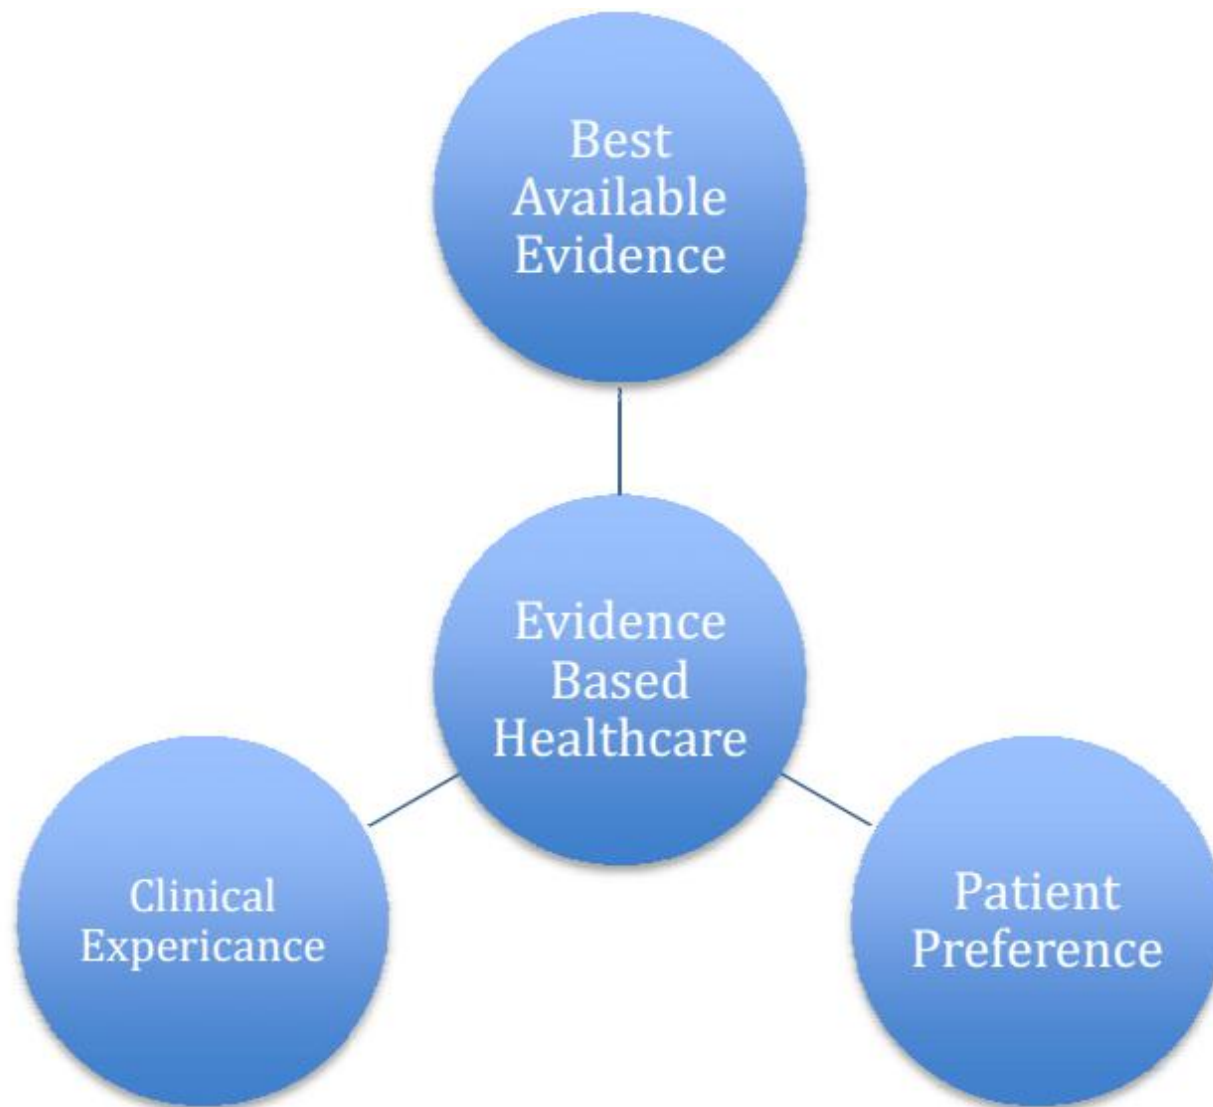 Best
Available
Evidence
Evidence
Based
Healthcare
Clinical
Expericance
Patient
Preference